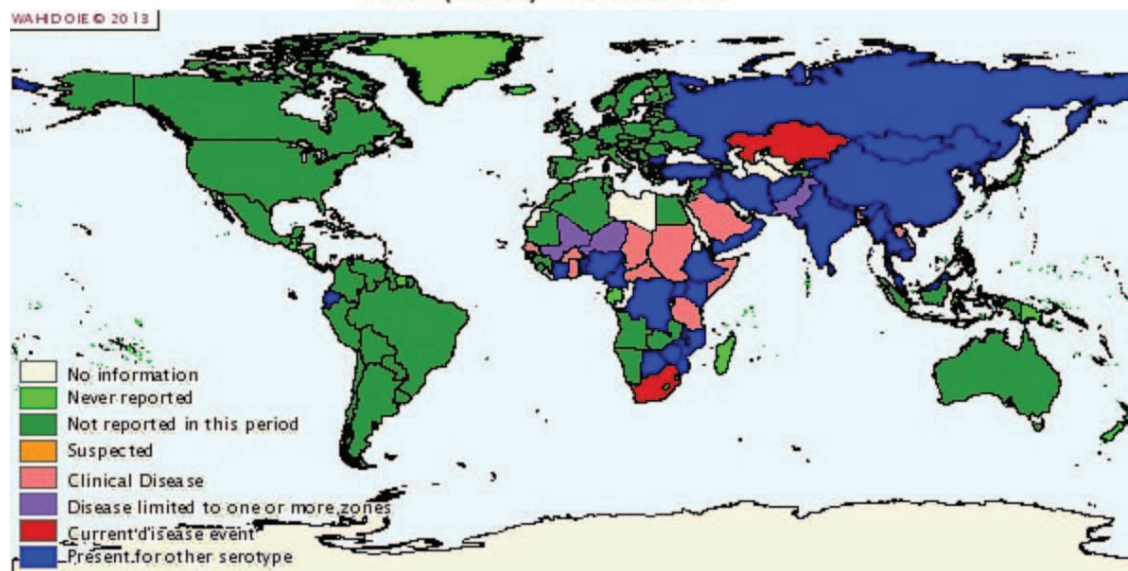 WAHIDOIE © 2013
No information
Never reported
Not reported in this period
Suspected
Clinical Disease
Disease limited to one or more zones
Current'd'isease event'
Present.for other serotype